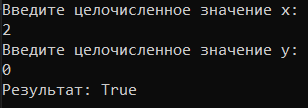 Введите целочисленное значение x:
2
Введите целочисленное значение y:
0
Результат: True